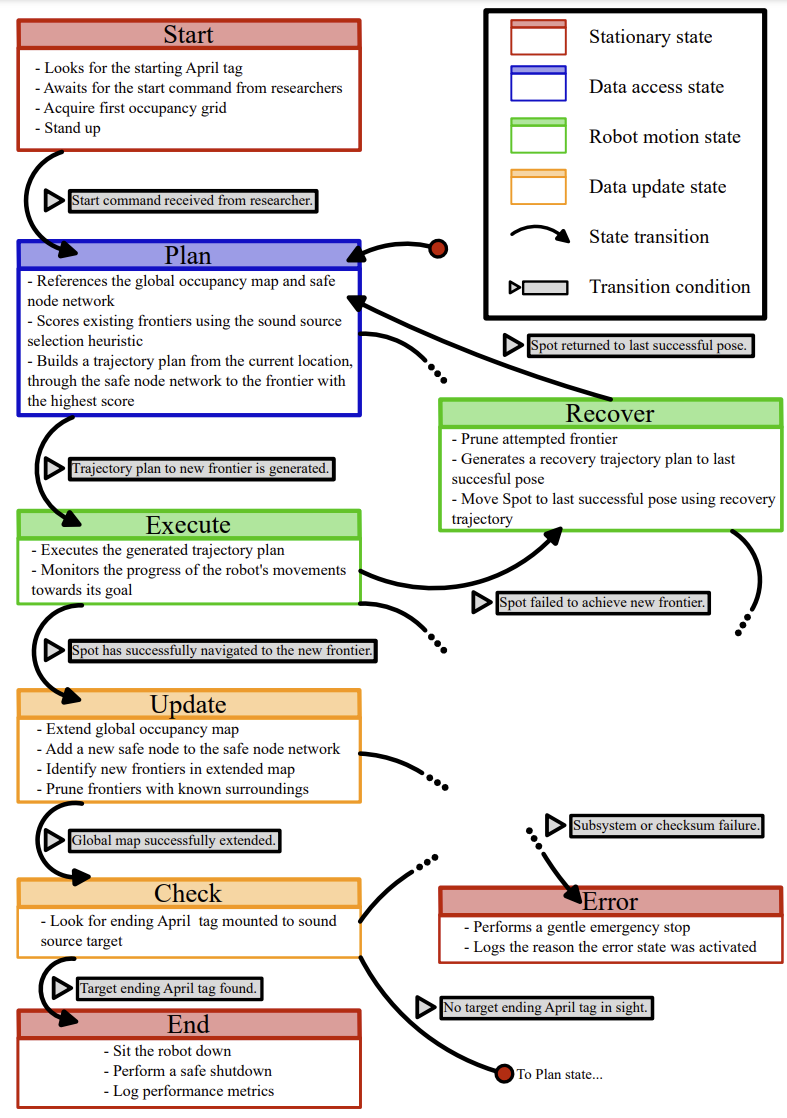 Start
- Looks for the starting April tag
- Awaits for the start command from researchers
- Acquire first occupancy grid
- Stand up
Stationary state
Data access state
Robot motion state
Data update state
State transition
Transition condition
Start command received from researcher.
Plan
- References the global occupancy map and safe
node network
- Scores existing frontiers using the sound source
selection heuristic
- Builds a trajectory plan from the current location,
through the safe node network to the frontier with
the highest score
Spot returned to last successful pose.
Recover
- Prune attempted frontier
- Generates a recovery trajectory plan to last
succesful pose
- Move Spot to last successful pose using recovery
trajectory
Trajectory plan to new frontier is generated.
Execute
- Executes the generated trajectory plan
- Monitors the progress of the robot's movements
towards its goal
Spot failed to achieve new frontier.
Spot has successfully navigated to the new frontier.
Update
- Extend global occupancy map
- Add a new safe node to the safe node network
- Identify new frontiers in extended map
- Prune frontiers with known surroundings
Subsystem or checksum failure.
Global map successfully extended.
Check
- Look for ending April tag mounted to sound
source target
Error
- Performs a gentle emergency stop
- Logs the reason the error state was activated
Target ending April tag found.
No target ending April tag in sight.
End
- Sit the robot down
- Perform a safe shutdown
- Log performance metrics
To Plan state...